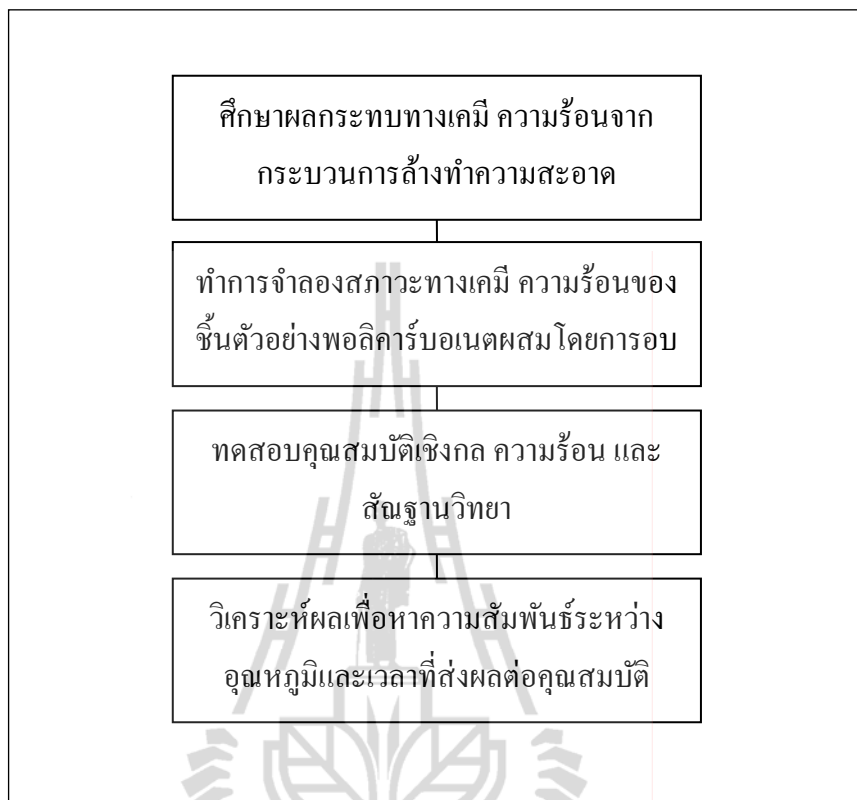 ศึกษาผลกระทบทางเคมี ความร้อนจาก
กระบวนการล้างทำความสะอาด
ทำการจำลองสภาวะทางเคมี ความร้อนของ
ชิ้นตัวอย่างพอลิคาร์บอเนตผสมโดยการอบ
ทดสอบคุณสมบัติเชิงกล ความร้อน และ
สัณฐานวิทยา
วิเคราะห์ผลเพื่อหาความสัมพันธ์ระหว่าง
อุณหภูมิและเวลาที่ส่งผลต่อคุณสมบัติ